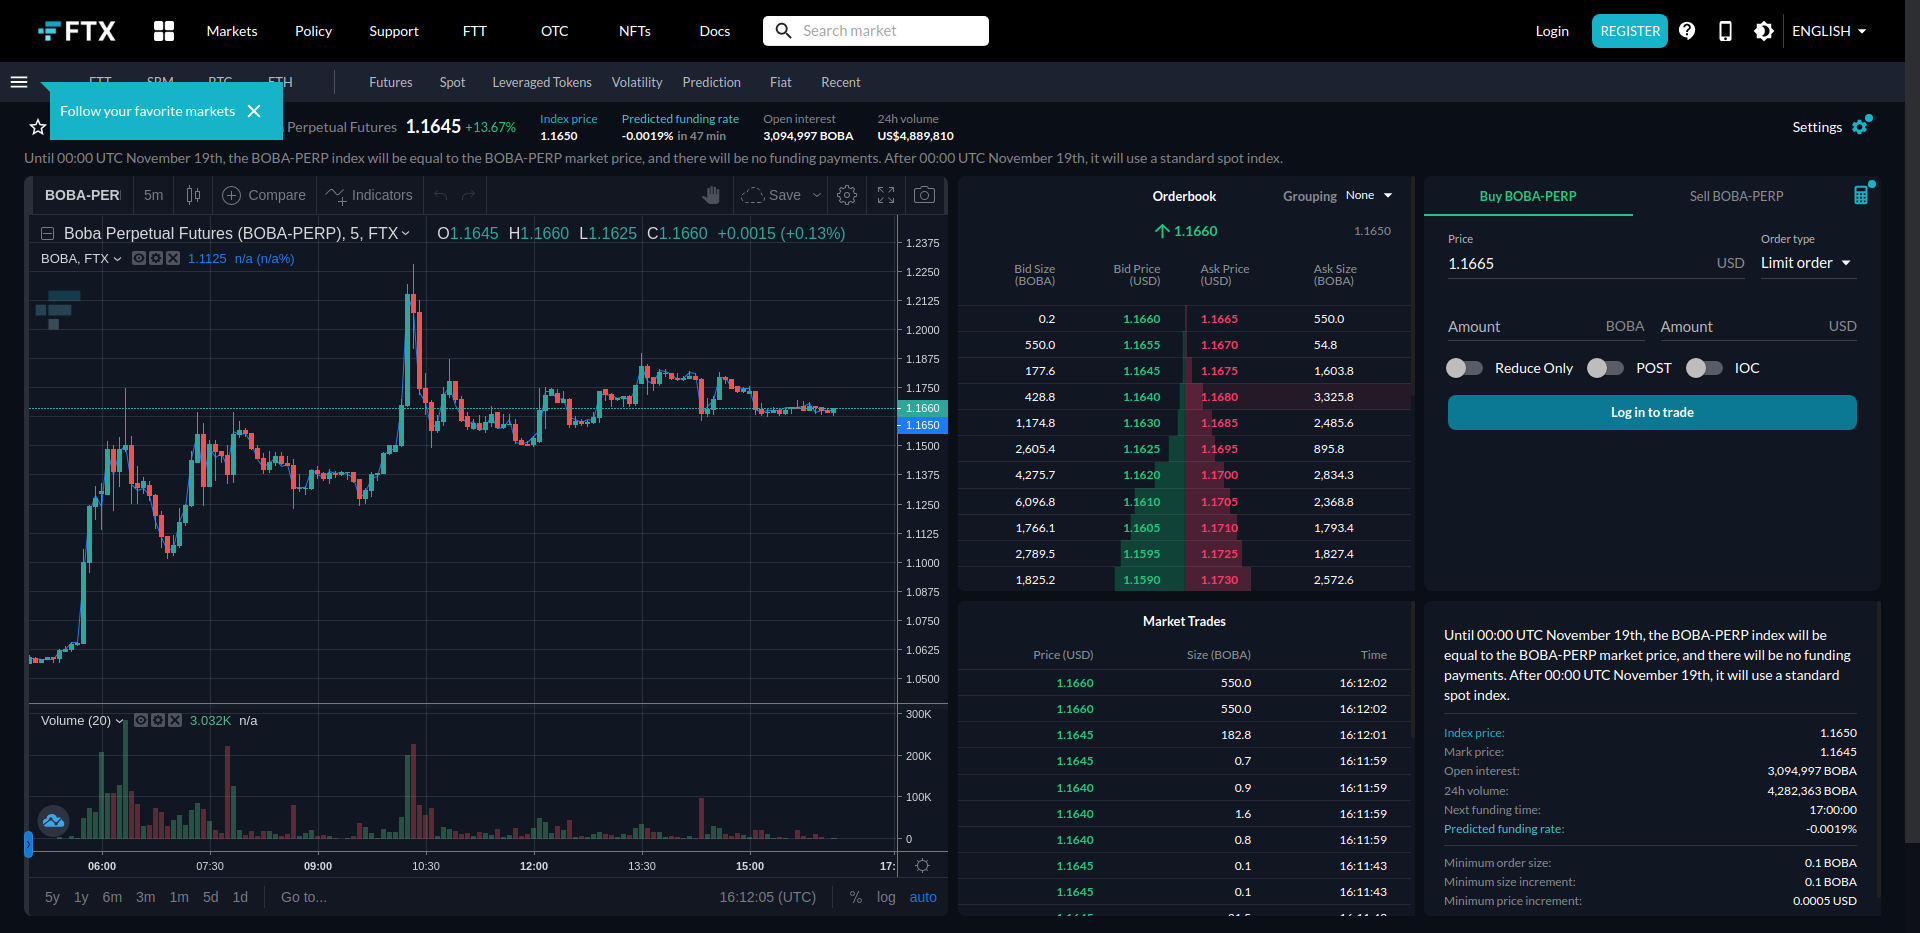 FTX
Markets
Policy
Support
FTT
OTC
NFTs
Docs
Search market
Login
REGISTER
ENGLISH
Futures
Spot
Leveraged Tokens
Volatility
Prediction
Fiat
Recent
Follow your favorite markets
Perpetual Futures
1.1645
+13.67%
Index price
1.1650
Predicted funding rate
-0.0019% in 47 min
Open interest
3,094,997 BOBA
24h volume
US$4,889,810
Settings
Until 00:00 UTC November 19th, the BOBA-PERP index will be equal to the BOBA-PERP market price, and there will be no funding payments. After 00:00 UTC November 19th, it will use a standard spot index.
BOBA-PER
5m
Compare
Indicators
Save
Boba Perpetual Futures (BOBA-PERP), 5, FTX
O1.1645 H1.1660 L1.1625 C1.1660 +0.0015 (+0.13%)
BOBA, FTX
1.1125 n/a (n/a%)
1.2375
1.2250
1.2125
1.2000
1.1875
1.1750
1.1660
1.1650
1.1500
1.1375
1.1250
1.1125
1.1000
1.0875
1.0750
1.0625
1.0500
Volume (20)
3.032K n/a
300K
200K
100K
0
06:00
07:30
09:00
10:30
12:00
13:30
15:00
17:
5y 1y 6m 3m 1m 5d 1d
Go to...
16:12:05 (UTC)
% log auto
Orderbook
Grouping None
1.1660
1.1650
Bid Size (BOBA) Bid Price (USD) Ask Price (USD) Ask Size (BOBA)
0.2 1.1660 1.1665 550.0
550.0 1.1655 1.1670 54.8
177.6 1.1645 1.1675 1,603.8
428.8 1.1640 1.1680 3,325.8
1,174.8 1.1630 1.1685 2,485.6
2,605.4 1.1625 1.1695 895.8
4,275.7 1.1620 1.1700 2,834.3
6,096.8 1.1610 1.1705 2,368.8
1,766.1 1.1605 1.1710 1,793.4
2,789.5 1.1595 1.1725 1,827.4
1,825.2 1.1590 1.1730 2,572.6
Market Trades
Price (USD) Size (BOBA) Time
1.1660 550.0 16:12:02
1.1660 550.0 16:12:02
1.1645 182.8 16:12:01
1.1645 0.7 16:11:59
1.1640 0.9 16:11:59
1.1640 1.6 16:11:59
1.1640 0.8 16:11:59
1.1645 0.1 16:11:43
1.1645 0.1 16:11:43
Buy BOBA-PERP
Sell BOBA-PERP
Price
1.1665 USD
Order type
Limit order
Amount BOBA
Amount USD
Reduce Only
POST
IOC
Log in to trade
Until 00:00 UTC November 19th, the BOBA-PERP index will be
equal to the BOBA-PERP market price, and there will be no funding
payments. After 00:00 UTC November 19th, it will use a standard
spot index.
Index price: 1.1650
Mark price: 1.1645
Open interest: 3,094,997 BOBA
24h volume: 4,282,363 BOBA
Next funding time: 17:00:00
Predicted funding rate: -0.0019%
Minimum order size: 0.1 BOBA
Minimum size increment: 0.1 BOBA
Minimum price increment: 0.0005 USD